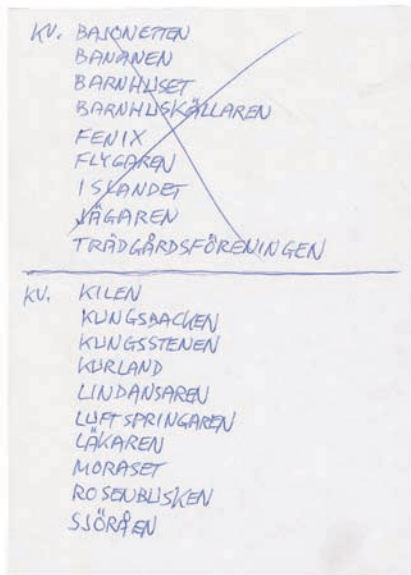 KV. BAJONETTEN
BANANEN
BARNHUSET
BARNHUSKÄLLAREN
FENIX
FLYGAREN
ISLANDET
JÄGAREN
TRÄDGÅRDSFÖRENINGEN
KV. KILEN
KUNGSBACKEN
KUNGSSTENEN
KURLAND
LINDANSAREN
LUFTSPRINGAREN
LÄKAREN
MORASET
ROSENBUSKEN
SJÖRÅEN